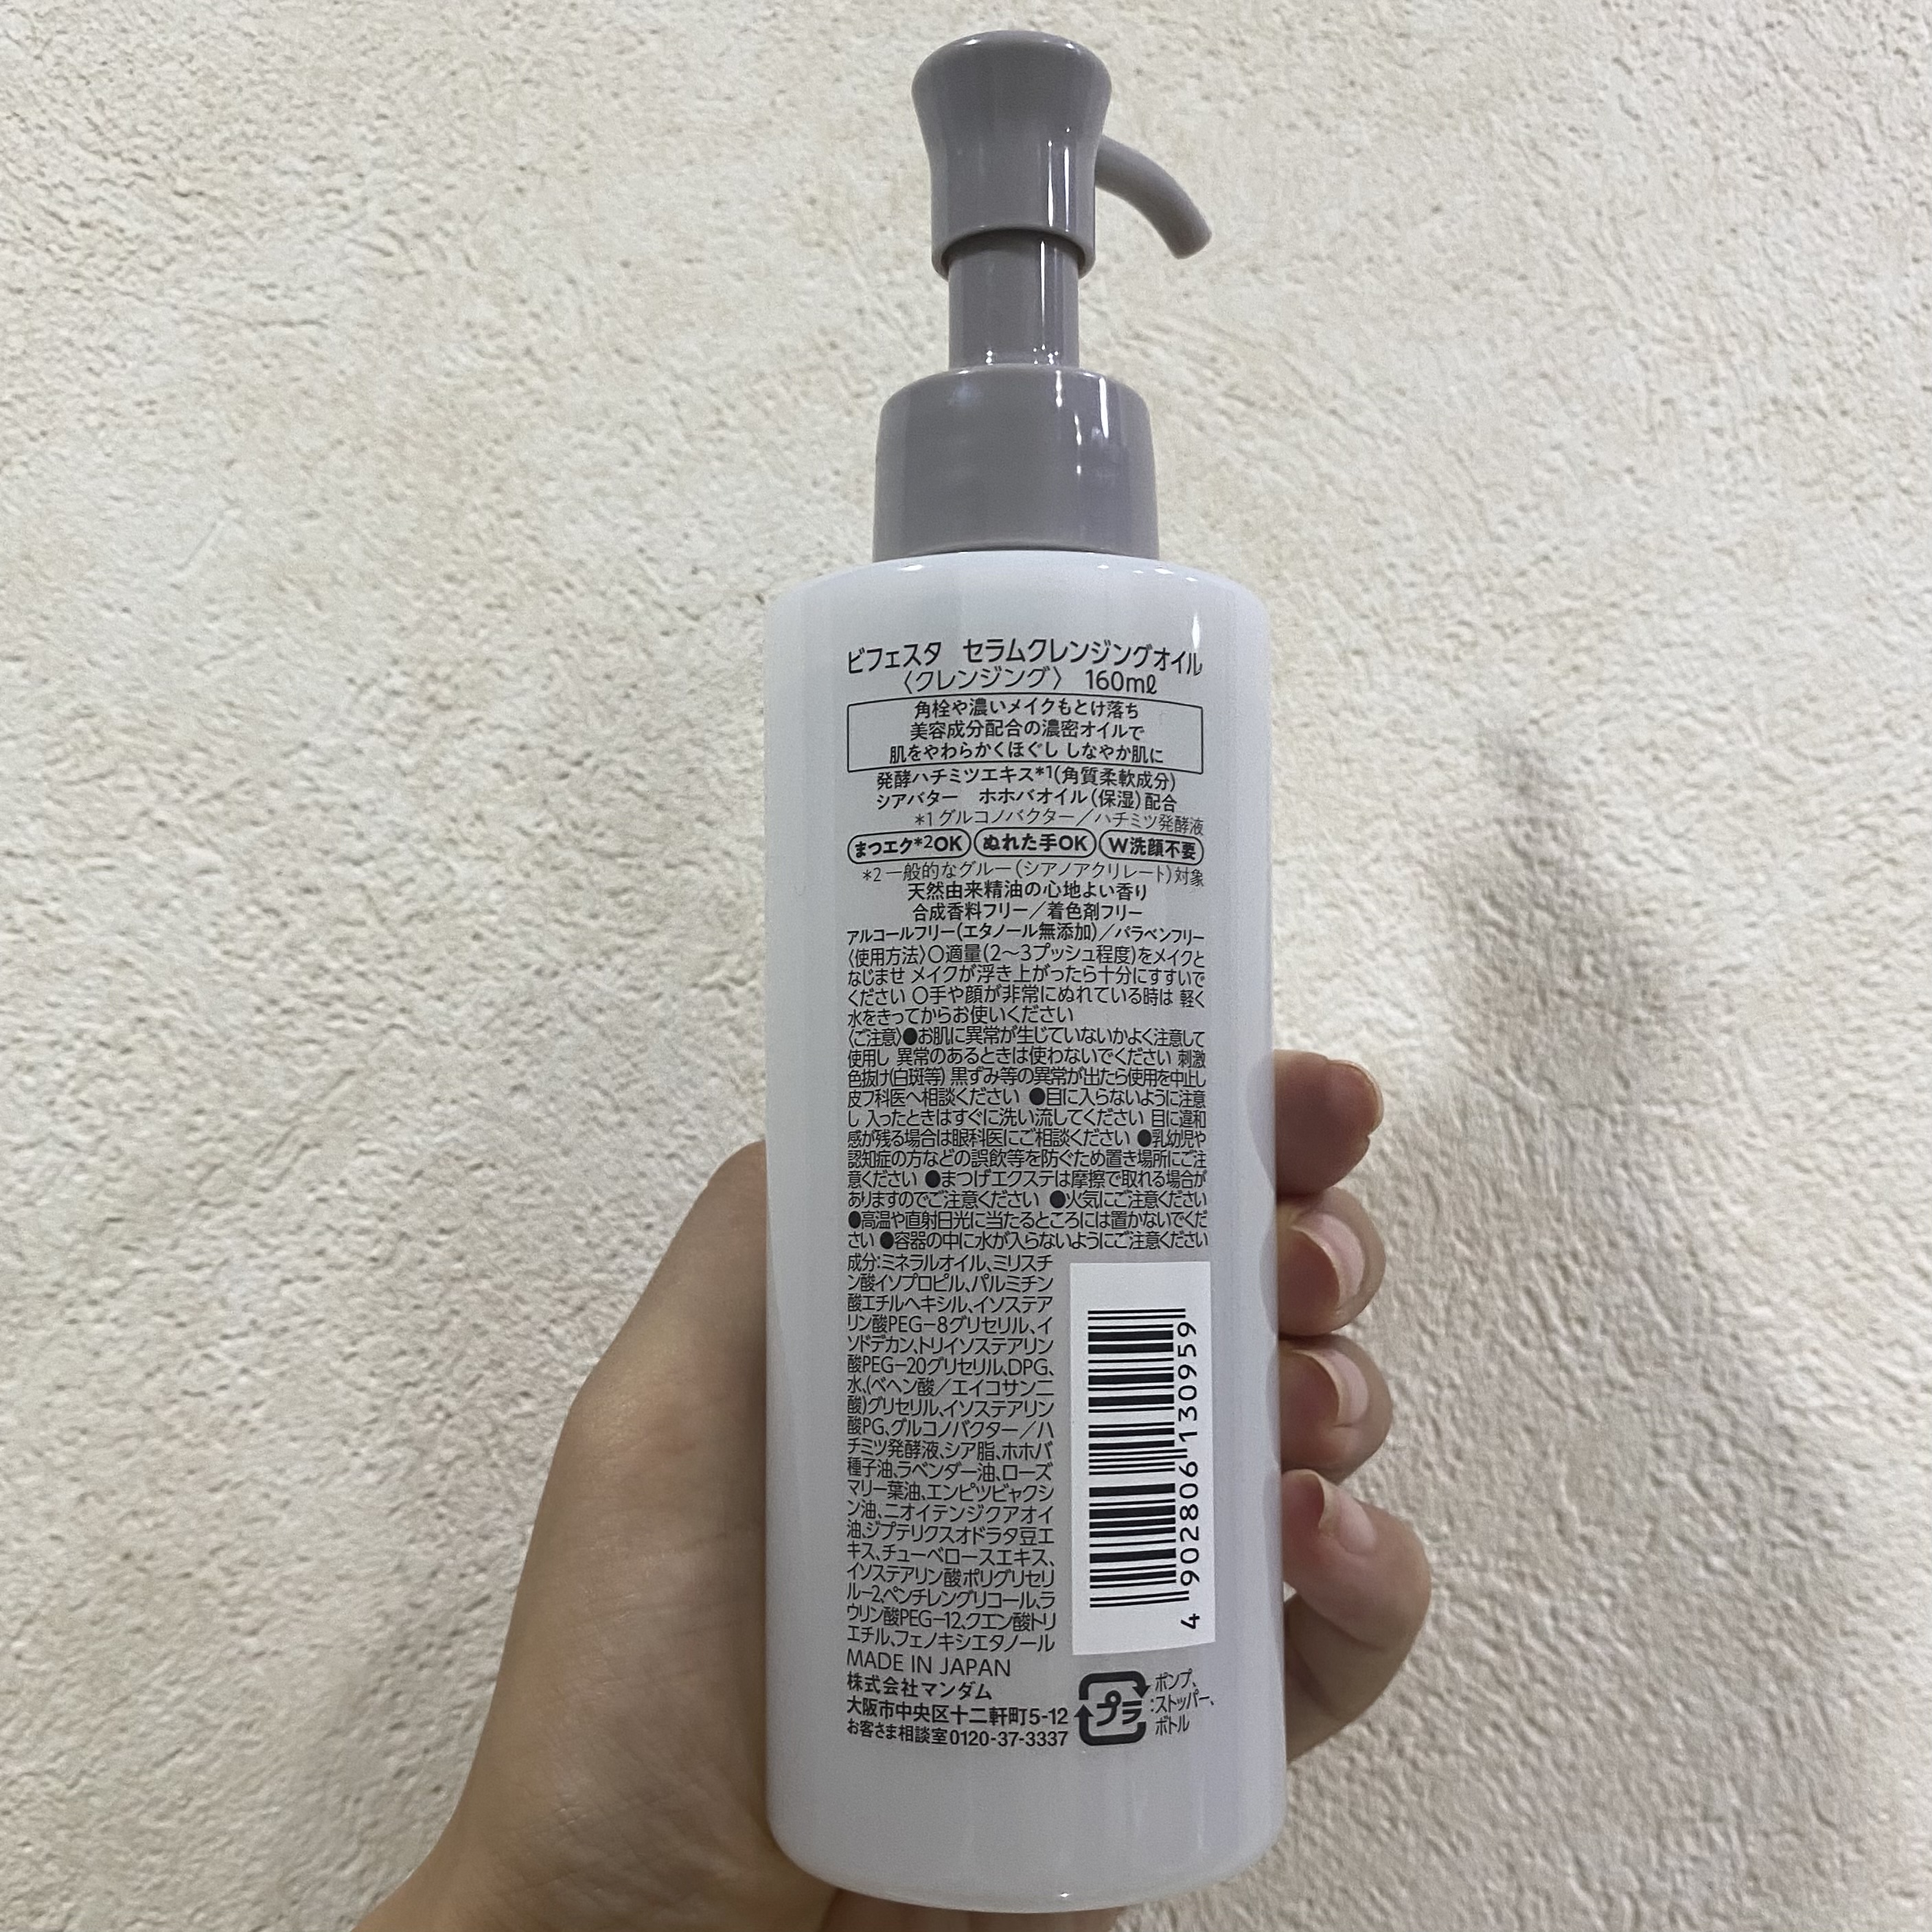 ビフェスタ セラムクレンジングオイル
〈クレンジング〉 160mℓ
角栓や濃いメイクもとけ落ち
美容成分配合の濃密オイルで
肌をやわらかくほぐし しなやか肌に
発酵ハチミツエキス*1(角質柔軟成分)
シアバター ホホバオイル(保湿)配合
*1 グルコノバクター/ハチミツ発酵液
まつエク*2OK ぬれた手OK W洗顔不要
*2 一般的なグルー(シアノアクリレート)対象
天然由来精油の心地よい香り
合成香料フリー/着色剤フリー
アルコールフリー(エタノール無添加)/パラベンフリー
〈使用方法〉〇適量(2〜3プッシュ程度)をメイクと
なじませ メイクが浮き上がったら十分にすすいで
ください 〇手や顔が非常にぬれている時は 軽く
水をきってからお使いください
〈ご注意〉●お肌に異常が生じていないかよく注意して
使用し 異常のあるときは使わないでください 刺激
色抜け(白斑等) 黒ずみ等の異常が出たら使用を中止し
皮フ科医へ相談ください ●目に入らないように注意
し 入ったときはすぐに洗い流してください 目に違和
感が残る場合は眼科医にご相談ください ●乳幼児や
認知症の方などの誤飲等を防ぐため置き場所にご注
意ください ●まつげエクステは摩擦で取れる場合が
ありますのでご注意ください ●火気にご注意ください
●高温や直射日光に当たるところには置かないでくだ
さい ●容器の中に水が入らないようにご注意ください
成分:ミネラルオイル、ミリスチ
ン酸イソプロピル、パルミチン
酸エチルヘキシル、イソステア
リン酸PEG-8グリセリル、イ
ソドデカン、トリイソステアリン
酸PEG-20グリセリル、DPG、
水、(ベヘン酸/エイコサン二
酸)グリセリル、イソステアリン
酸PG、グルコノバクター/ハ
チミツ発酵液、シア脂、ホホバ
種子油、ラベンダー油、ローズ
マリー葉油、エンピツビャクシ
ン油、ニオイテンジクアオイ
油、ジプテリクスオドラタ豆エ
キス、チューベロースエキス、
イソステアリン酸ポリグリセリ
ル-2、ペンチレングリコール、ラ
ウリン酸PEG-12、クエン酸トリ
エチル、フェノキシエタノール
4 902806 130959
MADE IN JAPAN
株式会社マンダム
大阪市中央区十二軒町5-12
お客さま相談室0120-37-3337
プラ
:ポンプ、
ストッパー、
ボトル